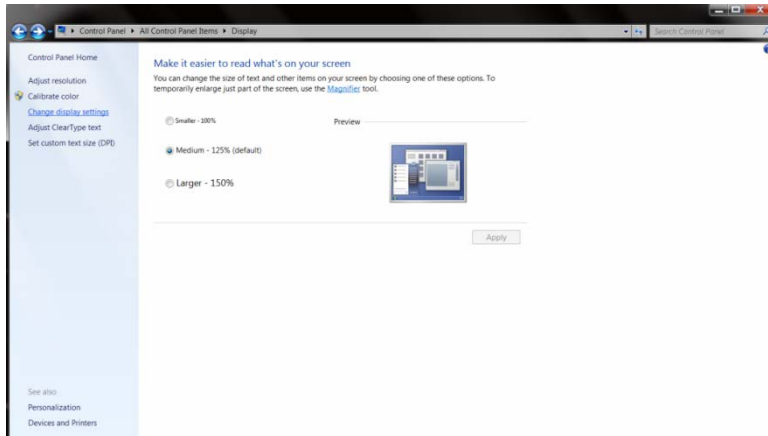 Control Panel ▸ All Control Panel Items ▸ Display
Search Control Panel
Control Panel Home
Adjust resolution
Calibrate color
Change display settings
Adjust ClearType text
Set custom text size (DPI)
Make it easier to read what's on your screen
You can change the size of text and other items on your screen by choosing one of these options. To
temporarily enlarge just part of the screen, use the Magnifier tool.
Smaller - 100%
Preview
Medium - 125% (default)
Larger - 150%
Apply
See also
Personalization
Devices and Printers